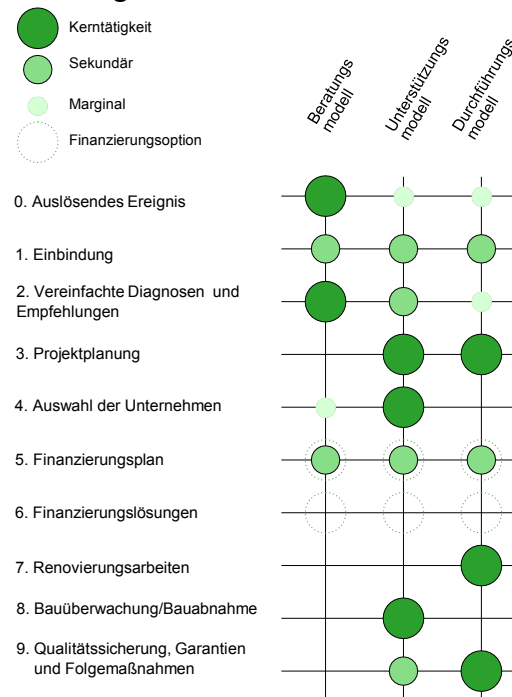 Kerntätigkeit
Sekundär
Marginal
Finanzierungsoption
Beratungs
modell
Unterstützungs
modell
Durchführungs
modell
0. Auslösendes Ereignis
1. Einbindung
2. Vereinfachte Diagnosen und
Empfehlungen
3. Projektplanung
4. Auswahl der Unternehmen
5. Finanzierungsplan
6. Finanzierungslösungen
7. Renovierungsarbeiten
8. Bauüberwachung/Bauabnahme
9. Qualitätssicherung, Garantien
und Folgemaßnahmen